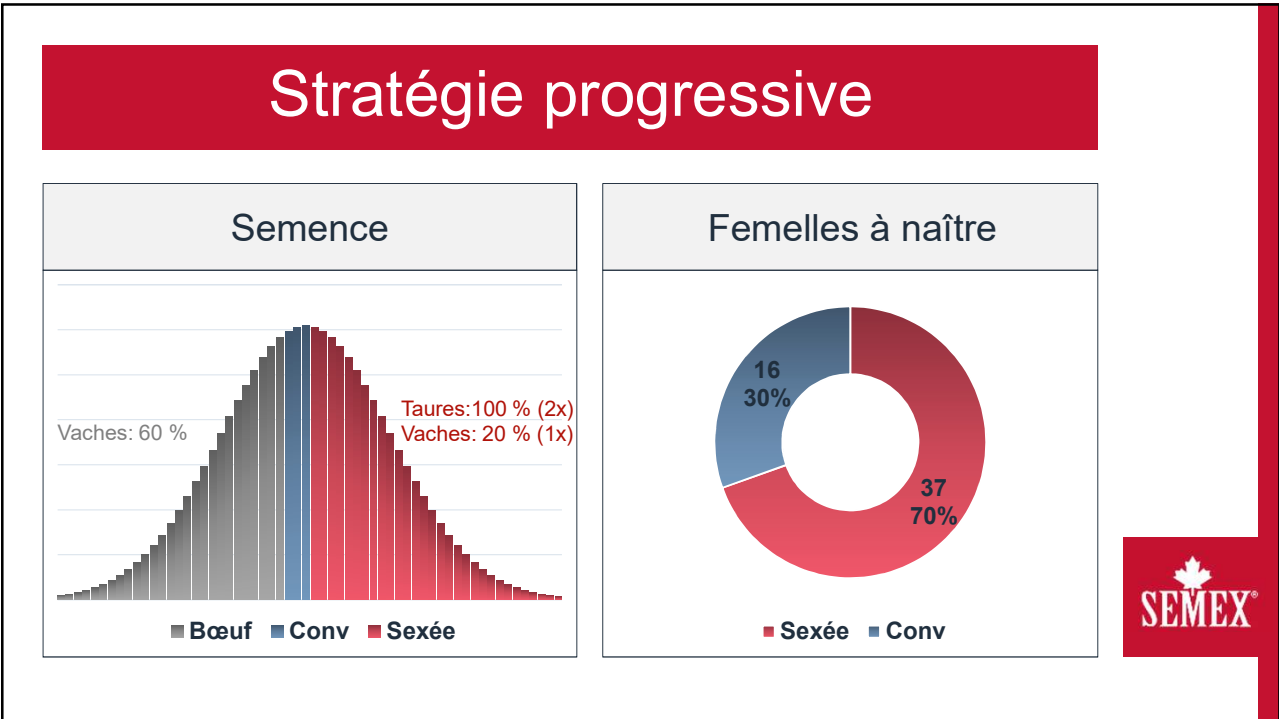 Stratégie progressive
Semence
Vaches: 60 %
Taures:100 % (2x)
Vaches: 20 % (1x)
Bœuf Conv Sexée
Femelles à naître
16
30%
37
70%
Sexée Conv
SEMEX®